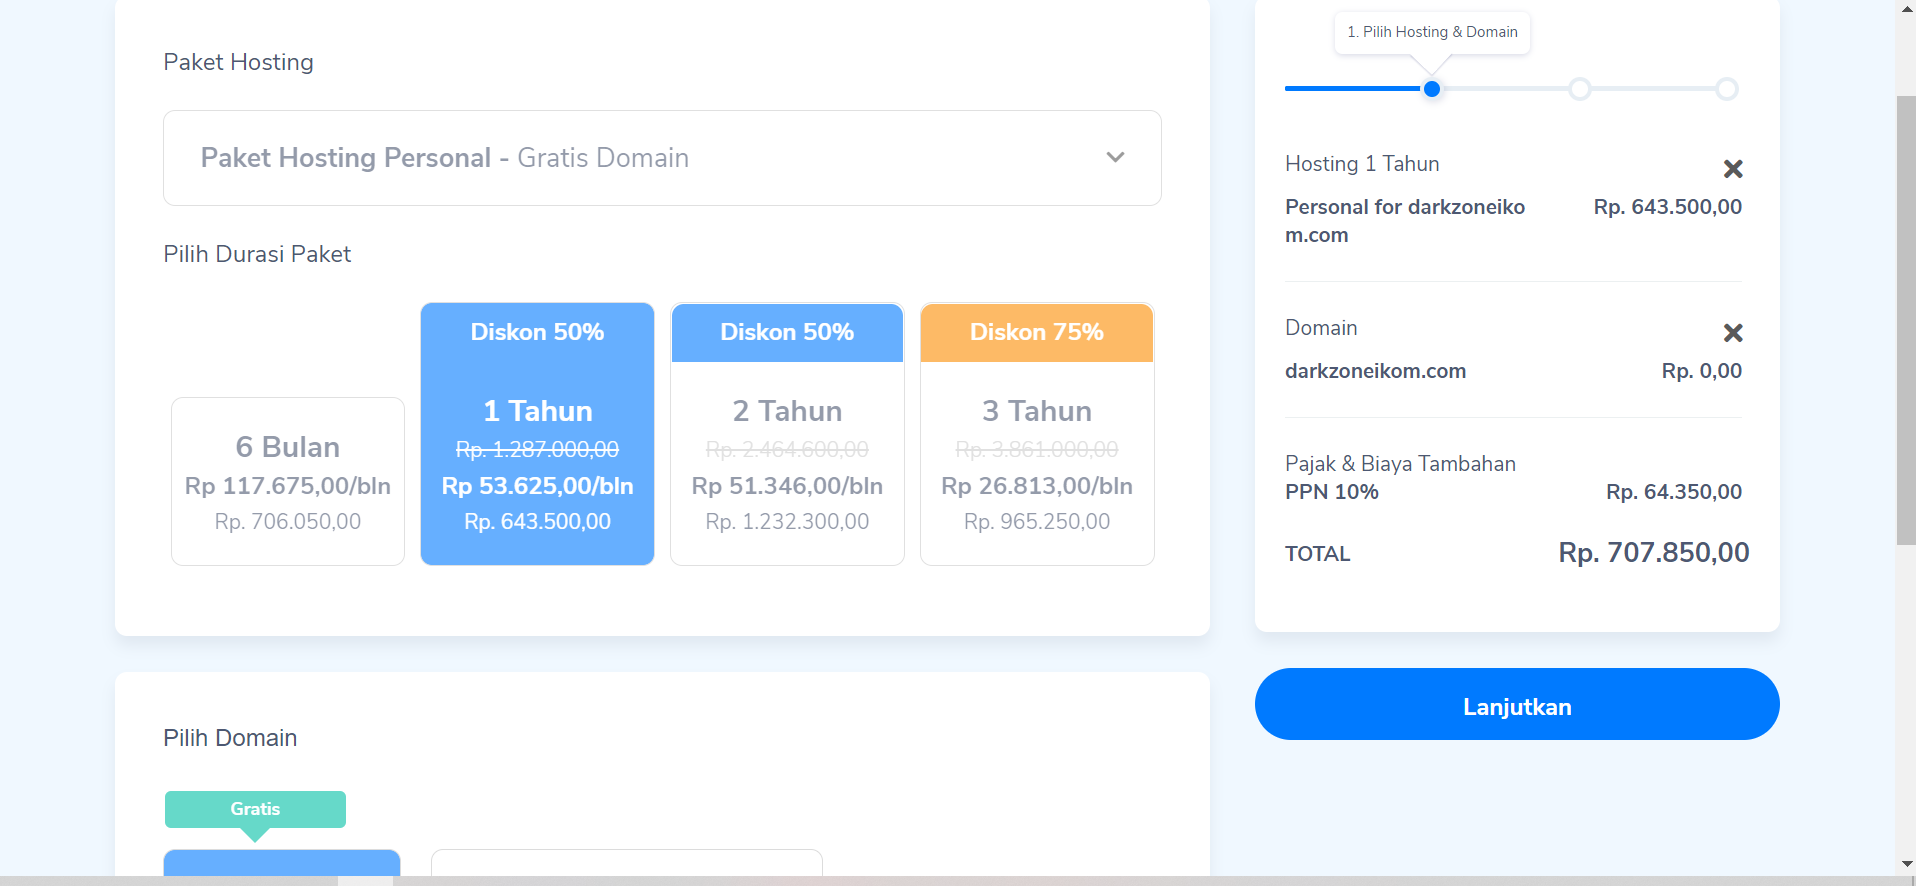 Paket Hosting
Paket Hosting Personal - Gratis Domain
Pilih Durasi Paket
6 Bulan
Rp 117.675,00/bln
Rp. 706.050,00
Diskon 50%
1 Tahun
Rp. 1.287.000,00
Rp 53.625,00/bln
Rp. 643.500,00
Diskon 50%
2 Tahun
Rp. 2.464.600,00
Rp 51.346,00/bln
Rp. 1.232.300,00
Diskon 75%
3 Tahun
Rp. 3.861.000,00
Rp 26.813,00/bln
Rp. 965.250,00
Pilih Domain
Gratis
1. Pilih Hosting & Domain
Hosting 1 Tahun
Personal for darkzoneiko
m.com
Rp. 643.500,00
Domain
darkzoneikom.com
Rp. 0,00
Pajak & Biaya Tambahan
PPN 10%
Rp. 64.350,00
TOTAL
Rp. 707.850,00
Lanjutkan